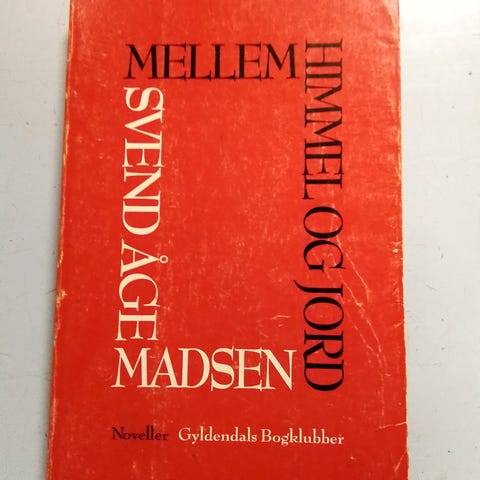 MELLEM
HIMMEL OG JORD
SVEND ÅGE
MADSEN
Noveller Gyldendals Bogklubber